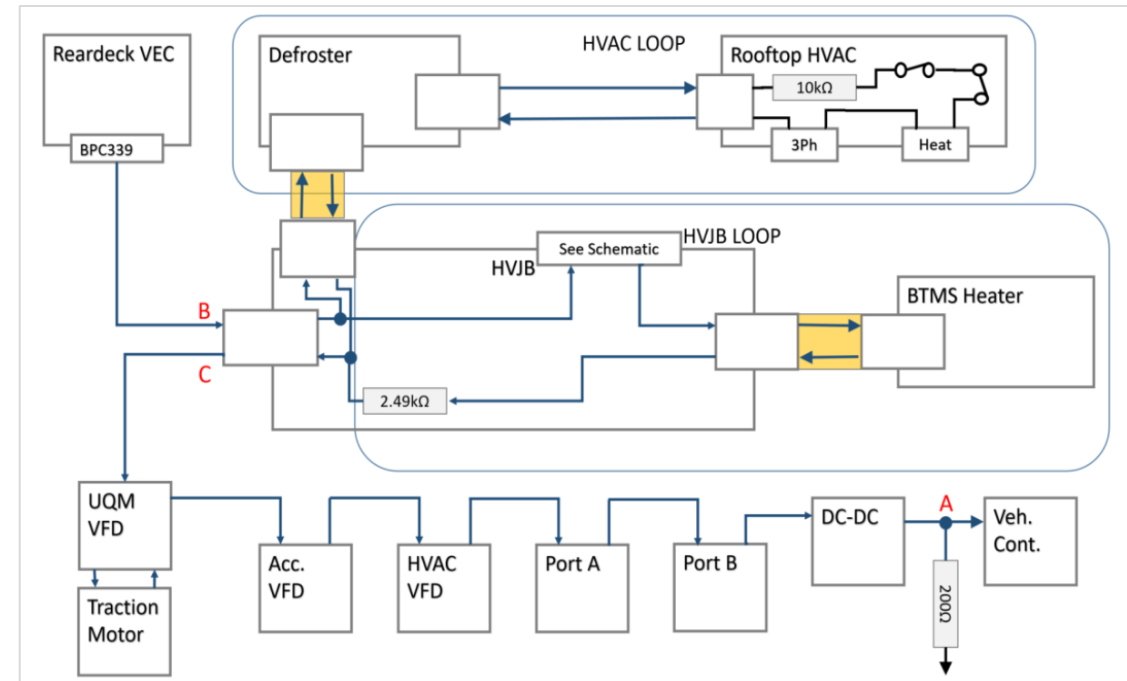 Reardeck VEC
BPC339
Defroster
HVAC LOOP
Rooftop HVAC
10kΩ
3Ph
Heat
See Schematic
HVJB LOOP
HVJB
BTMS Heater
B
C
2.49kΩ
UQM
VFD
Traction
Motor
Acc.
VFD
HVAC
VFD
Port A
Port B
DC-DC
A
Veh.
Cont.
200Ω